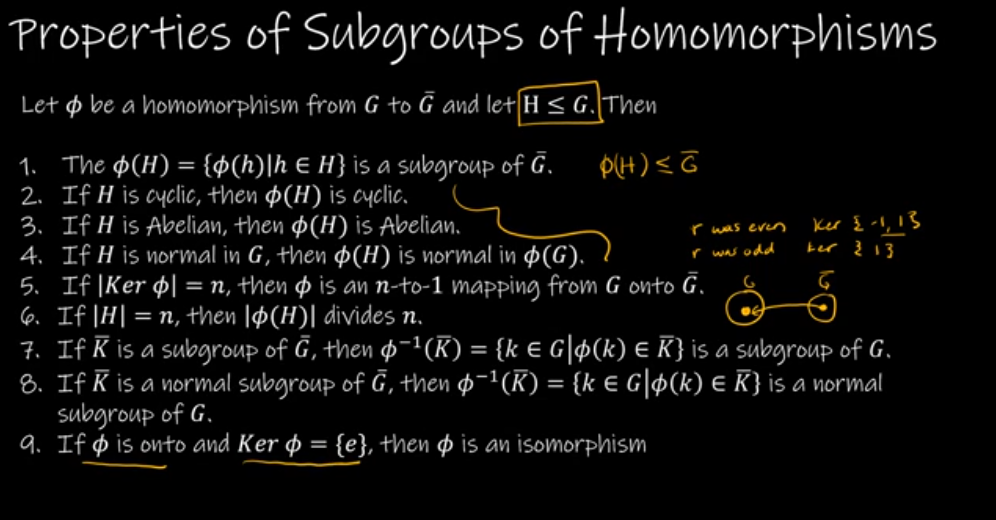 Properties of Subgroups of Homomorphisms
Let ϕ be a homomorphism from G to Ḡ and let H ≤ G. Then
1. The ϕ(H) = {ϕ(h)|h ∈ H} is a subgroup of Ḡ. ϕ(H) ≤ Ḡ
2. If H is cyclic, then ϕ(H) is cyclic.
3. If H is Abelian, then ϕ(H) is Abelian.
r was even Ker {-1, 1}
4. If H is normal in G, then ϕ(H) is normal in ϕ(G).
r was odd ker {1}
5. If |Ker ϕ| = n, then ϕ is an n-to-1 mapping from G onto Ḡ.
G Ḡ
6. If |H| = n, then |ϕ(H)| divides n.
7. If K̄ is a subgroup of Ḡ, then ϕ⁻¹(K̄) = {k ∈ G|ϕ(k) ∈ K̄} is a subgroup of G.
8. If K̄ is a normal subgroup of Ḡ, then ϕ⁻¹(K̄) = {k ∈ G|ϕ(k) ∈ K̄} is a normal
subgroup of G.
9. If ϕ is onto and Ker ϕ = {e}, then ϕ is an isomorphism